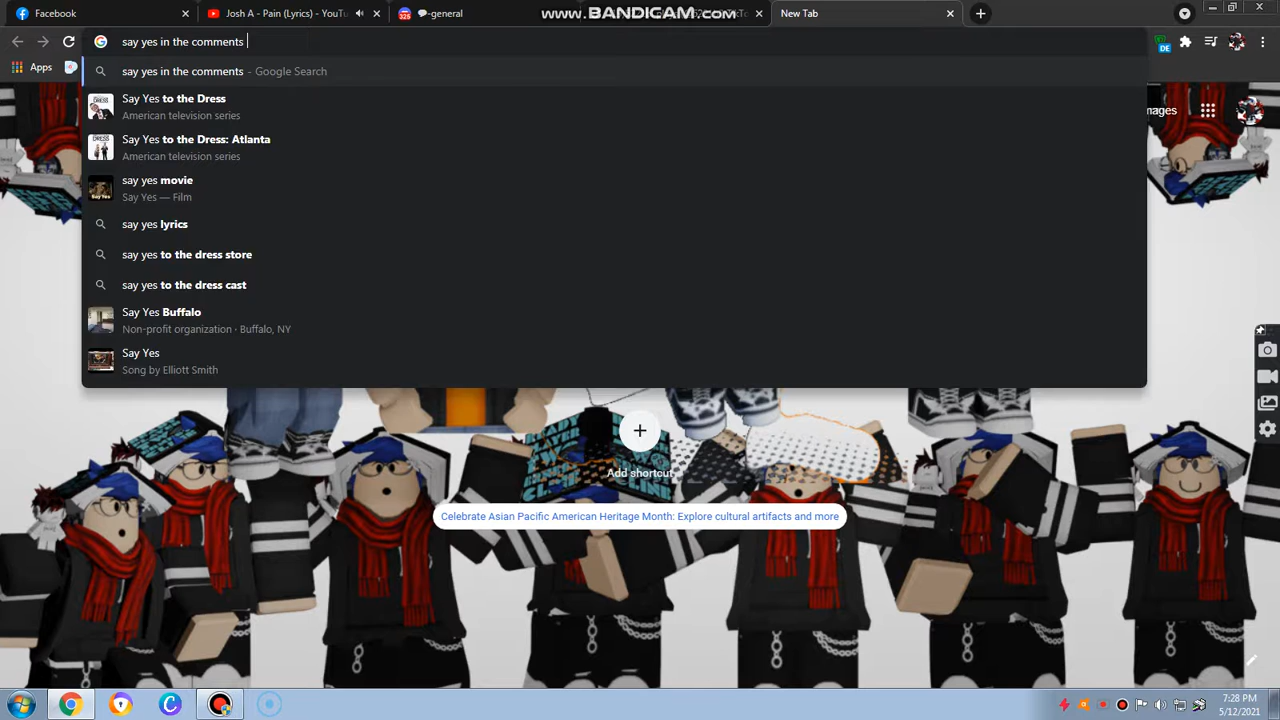 Facebook
Josh A - Pain (Lyrics) - YouTu
325 -general
WWW.BANDICAM.COM
New Tab
say yes in the comments
DE
Apps
say yes in the comments - Google Search
Say Yes to the Dress
American television series
mages
Say Yes to the Dress: Atlanta
American television series
say yes movie
Say Yes — Film
say yes lyrics
say yes to the dress store
say yes to the dress cast
Say Yes Buffalo
Non-profit organization · Buffalo, NY
Say Yes
Song by Elliott Smith
Add shortcut
Celebrate Asian Pacific American Heritage Month: Explore cultural artifacts and more
7:28 PM
5/12/2021